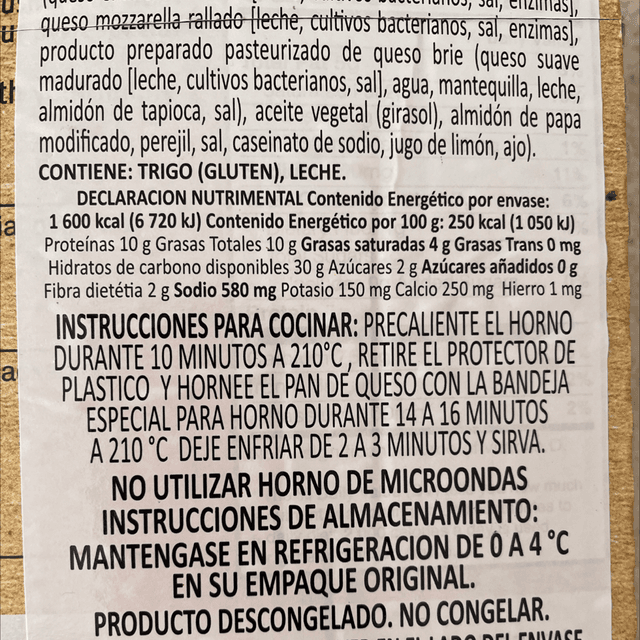 queso mozzarella rallado [leche, cultivos bacterianos, sal, enzimas],
producto preparado pasteurizado de queso brie (queso suave
madurado [leche, cultivos bacterianos, sal], agua, mantequilla, leche,
almidón de tapioca, sal), aceite vegetal (girasol), almidón de papa
modificado, perejil, sal, caseinato de sodio, jugo de limón, ajo).
CONTIENE: TRIGO (GLUTEN), LECHE.
DECLARACION NUTRIMENTAL Contenido Energético por envase:
1 600 kcal (6 720 kJ) Contenido Energético por 100 g: 250 kcal (1 050 kJ)
Proteínas 10 g Grasas Totales 10 g Grasas saturadas 4 g Grasas Trans 0 mg
Hidratos de carbono disponibles 30 g Azúcares 2 g Azúcares añadidos 0 g
Fibra dietétia 2 g Sodio 580 mg Potasio 150 mg Calcio 250 mg Hierro 1 mg
INSTRUCCIONES PARA COCINAR: PRECALIENTE EL HORNO
DURANTE 10 MINUTOS A 210°C, RETIRE EL PROTECTOR DE
PLASTICO Y HORNEE EL PAN DE QUESO CON LA BANDEJA
ESPECIAL PARA HORNO DURANTE 14 A 16 MINUTOS
A 210 °C DEJE ENFRIAR DE 2 A 3 MINUTOS Y SIRVA.
NO UTILIZAR HORNO DE MICROONDAS
INSTRUCCIONES DE ALMACENAMIENTO:
MANTENGASE EN REFRIGERACION DE 0 A 4 °C
EN SU EMPAQUE ORIGINAL.
PRODUCTO DESCONGELADO. NO CONGELAR.
EN EL LADO DEL ENVASE